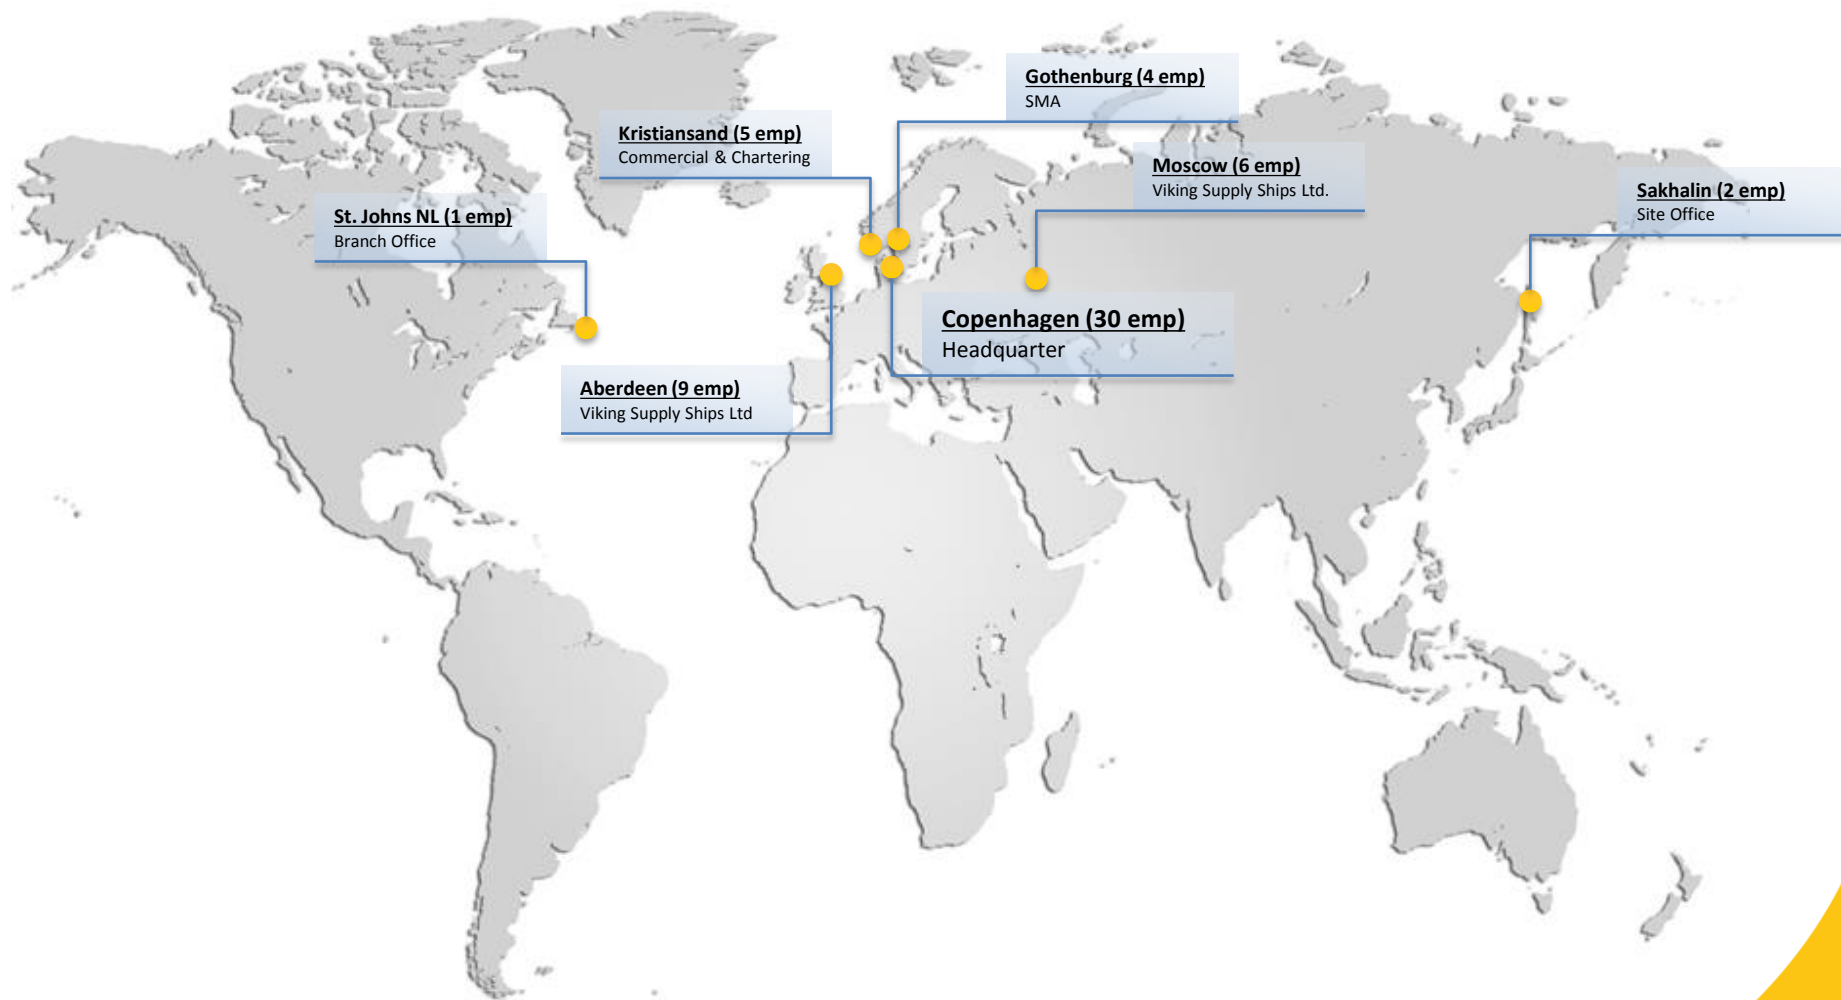 Gothenburg (4 emp)
SMA
Kristiansand (5 emp)
Commercial & Chartering
Moscow (6 emp)
Viking Supply Ships Ltd.
Sakhalin (2 emp)
Site Office
St. Johns NL (1 emp)
Branch Office
Copenhagen (30 emp)
Headquarter
Aberdeen (9 emp)
Viking Supply Ships Ltd